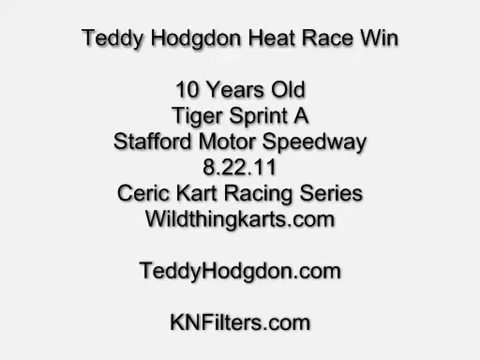 Teddy Hodgdon Heat Race Win
10 Years Old
Tiger Sprint A
Stafford Motor Speedway
8.22.11
Ceric Kart Racing Series
Wildthingkarts.com
TeddyHodgdon.com
KNFilters.com